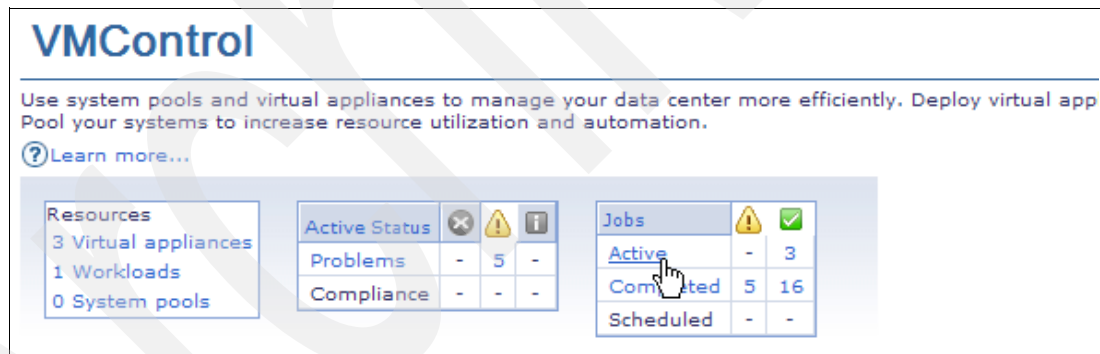 VMControl
Use system pools and virtual appliances to manage your data center more efficiently. Deploy virtual app
Pool your systems to increase resource utilization and automation.
?Learn more...
Resources
3 Virtual appliances
1 Workloads
0 System pools
Active Status
Problems - 5 -
Compliance - - -
Jobs
Active - 3
Completed 5 16
Scheduled - -